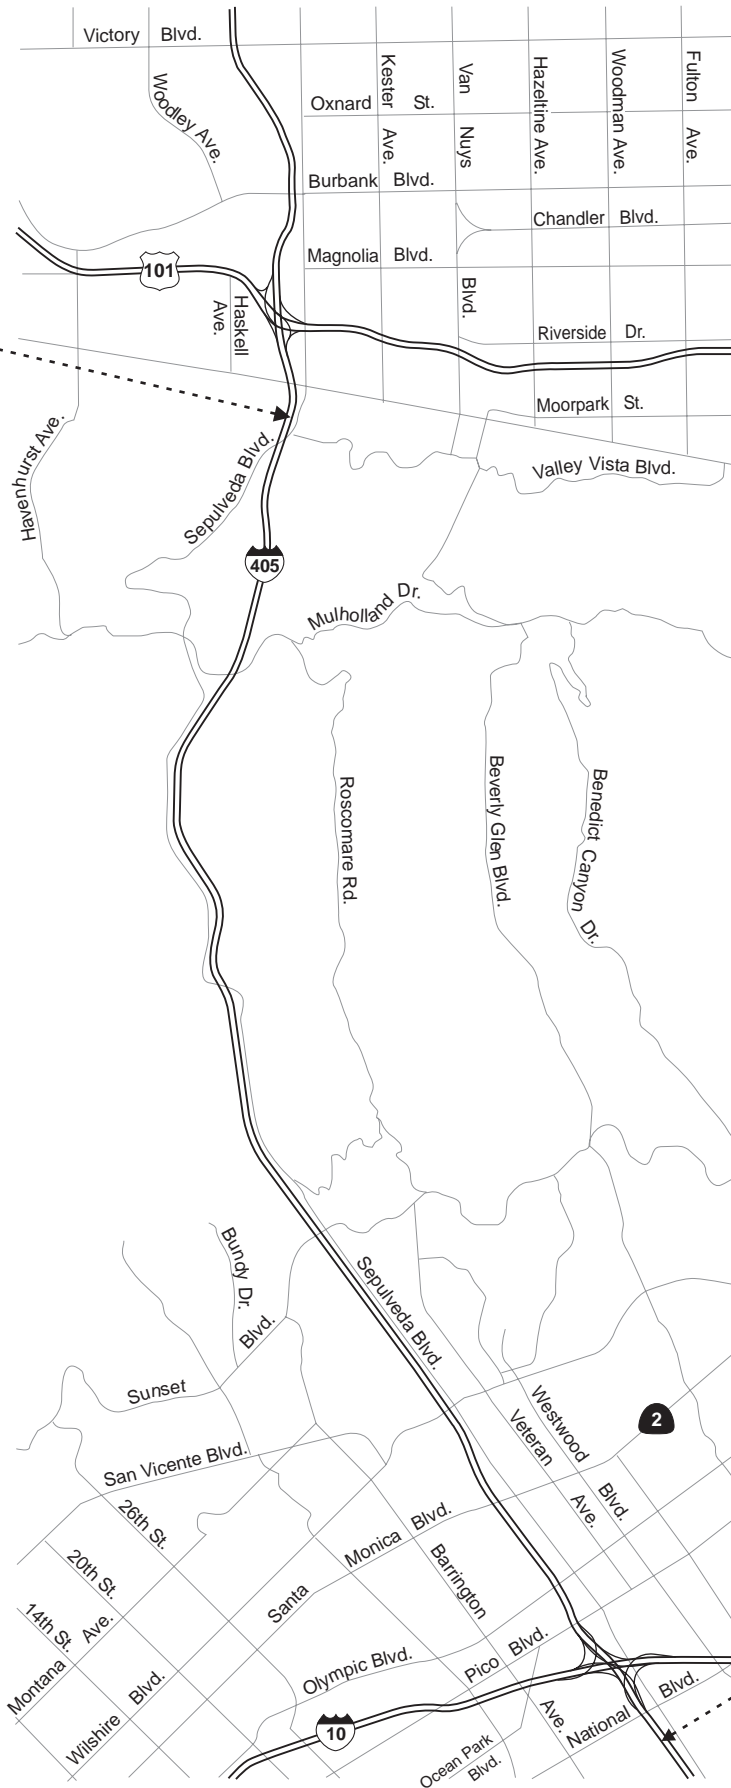 Victory Blvd.
Woodley Ave.
Kester Ave.
Van Nuys Blvd.
Hazeltine Ave.
Woodman Ave.
Fulton Ave.
Oxnard St.
Burbank Blvd.
Chandler Blvd.
Magnolia Blvd.
101
Haskell
Ave.
Riverside Dr.
Moorpark St.
Havenhurst Ave.
Sepulveda Blvd.
Valley Vista Blvd.
405
Mulholland Dr.
Roscomare Rd.
Beverly Glen Blvd.
Benedict Canyon Dr.
Bundy Dr.
Sepulveda Blvd.
Sunset Blvd.
2
Westwood Blvd.
Veteran Ave.
San Vicente Blvd.
26th St.
20th St.
14th St.
Montana Ave.
Wilshire Blvd.
Santa Monica Blvd.
Barrington Ave.
Olympic Blvd.
Pico Blvd.
10
National Blvd.
Ocean Park
Blvd.